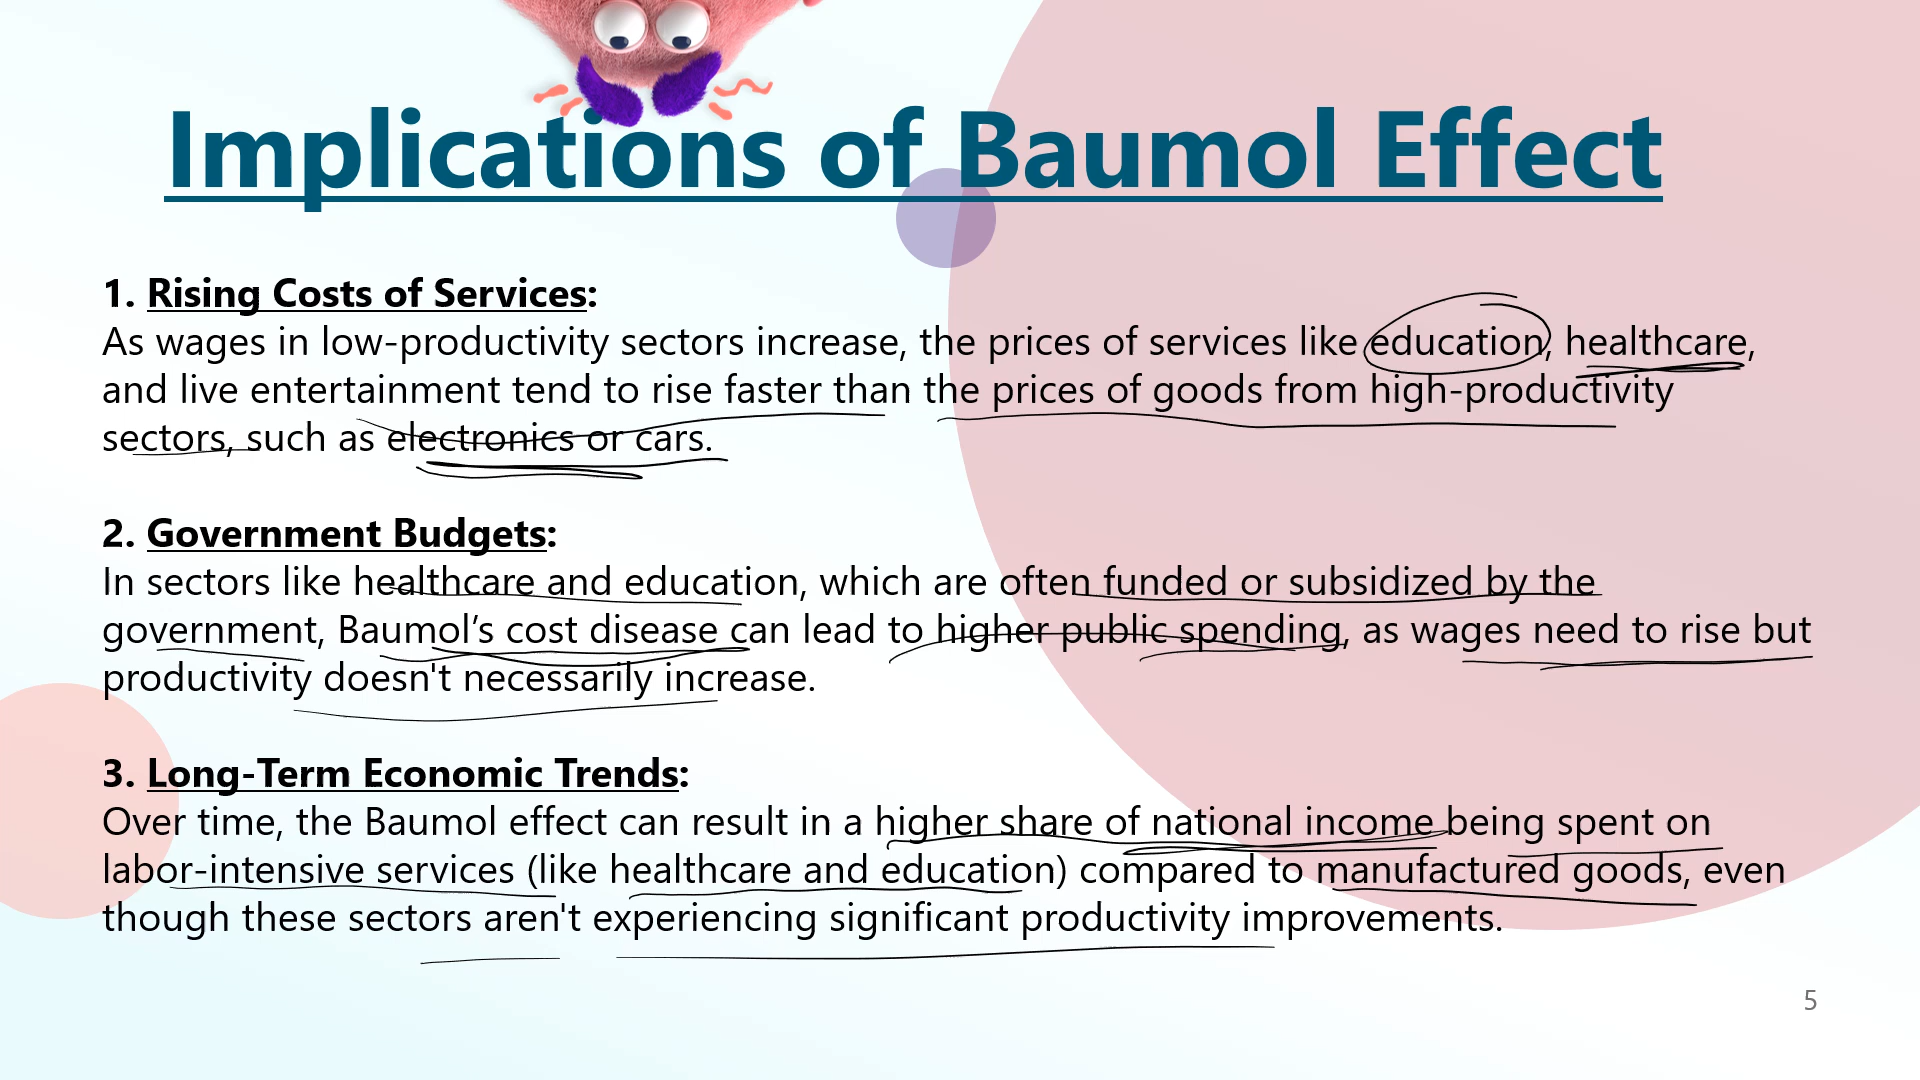 Implications of Baumol Effect
1. Rising Costs of Services:
As wages in low-productivity sectors increase, the prices of services like education, healthcare,
and live entertainment tend to rise faster than the prices of goods from high-productivity
sectors, such as electronics or cars.
2. Government Budgets:
In sectors like healthcare and education, which are often funded or subsidized by the
government, Baumol’s cost disease can lead to higher public spending, as wages need to rise but
productivity doesn't necessarily increase.
3. Long-Term Economic Trends:
Over time, the Baumol effect can result in a higher share of national income being spent on
labor-intensive services (like healthcare and education) compared to manufactured goods, even
though these sectors aren't experiencing significant productivity improvements.
5